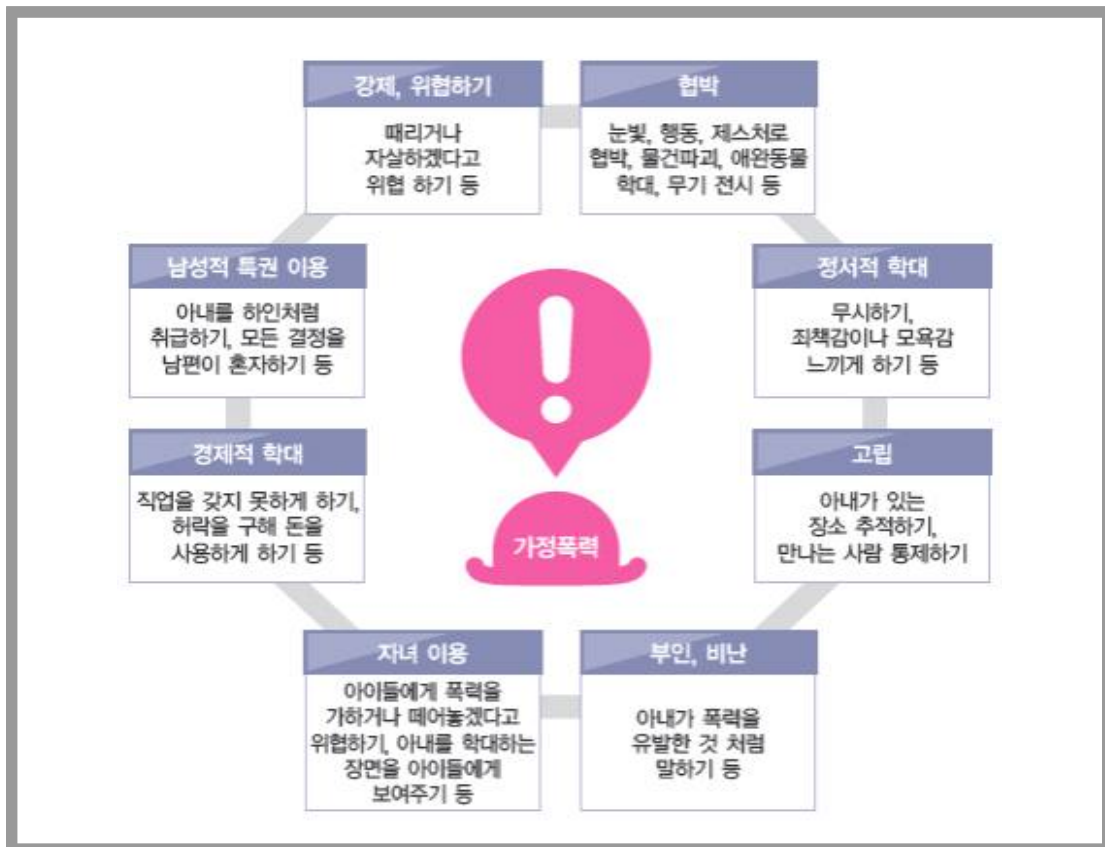 강제, 위협하기
때리거나
자살하겠다고
위협 하기 등
협박
눈빛, 행동, 제스처로
협박, 물건파괴, 애완동물
학대, 무기 전시 등
남성적 특권 이용
아내를 하인처럼
취급하기, 모든 결정을
남편이 혼자하기 등
정서적 학대
무시하기,
죄책감이나 모욕감
느끼게 하기 등
경제적 학대
직업을 갖지 못하게 하기,
허락을 구해 돈을
사용하게 하기 등
고립
아내가 있는
장소 추적하기,
만나는 사람 통제하기
가정폭력
자녀 이용
아이들에게 폭력을
가하거나 떼어놓겠다고
위협하기, 아내를 학대하는
장면을 아이들에게
보여주기 등
부인, 비난
아내가 폭력을
유발한 것 처럼
말하기 등